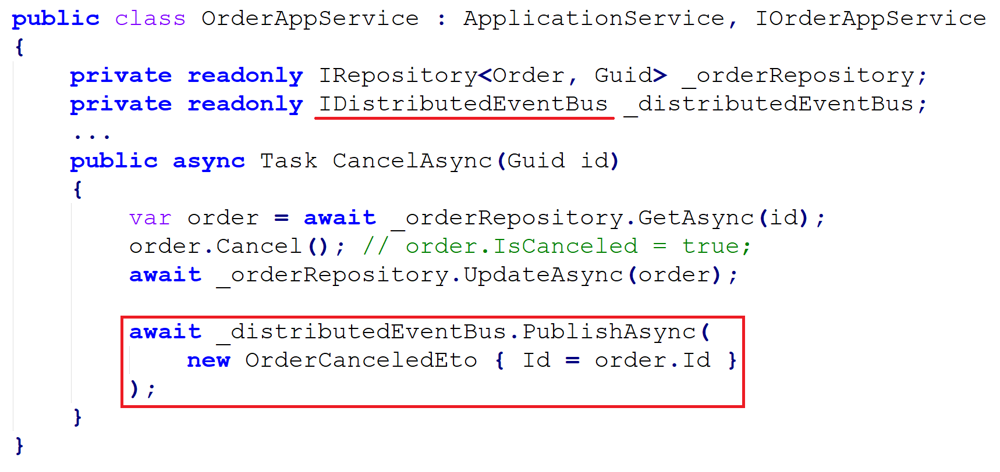 public class OrderAppService : ApplicationService, IOrderAppService
{
    private readonly IRepository<Order, Guid> _orderRepository;
    private readonly IDistributedEventBus _distributedEventBus;
    ...
    public async Task CancelAsync(Guid id)
    {
        var order = await _orderRepository.GetAsync(id);
        order.Cancel(); // order.IsCanceled = true;
        await _orderRepository.UpdateAsync(order);

        await _distributedEventBus.PublishAsync(
            new OrderCanceledEto { Id = order.Id }
        );
    }
}